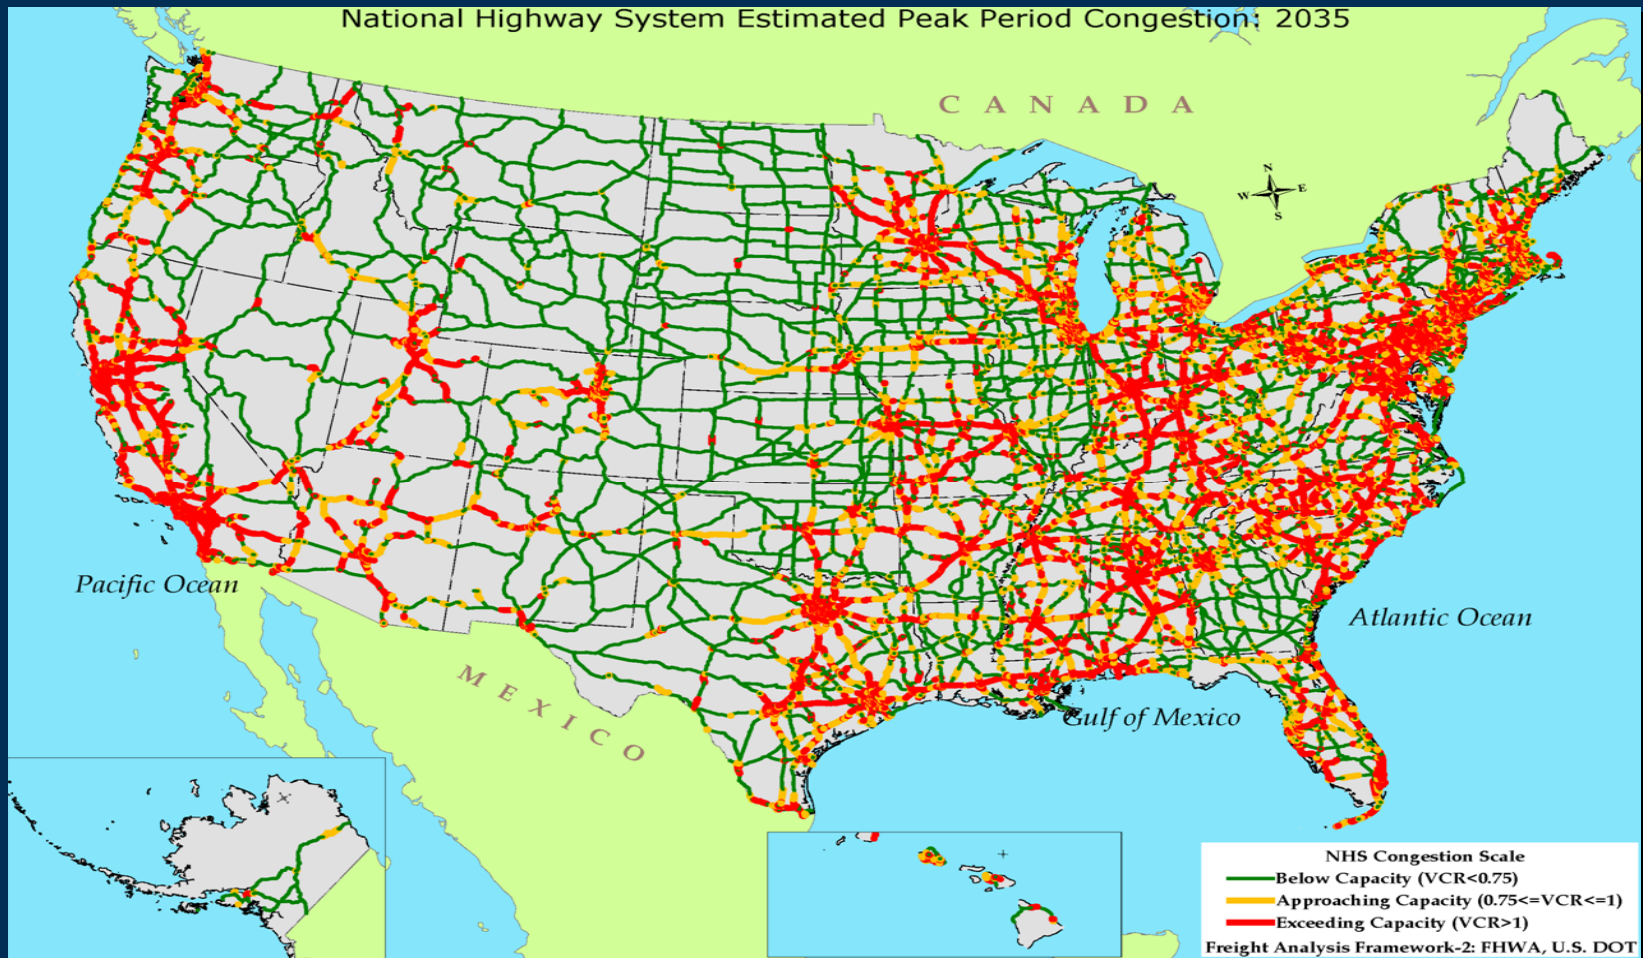 National Highway System Estimated Peak Period Congestion: 2035
CANADA
N
W E
S
Pacific Ocean
Atlantic Ocean
MEXICO
Gulf of Mexico
NHS Congestion Scale
Below Capacity (VCR<0.75)
Approaching Capacity (0.75<=VCR<=1)
Exceeding Capacity (VCR>1)
Freight Analysis Framework-2: FHWA, U.S. DOT